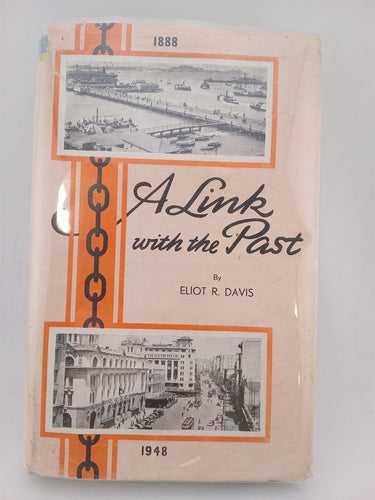 1888
A Link
with the Past
By
ELIOT R. DAVIS
1948